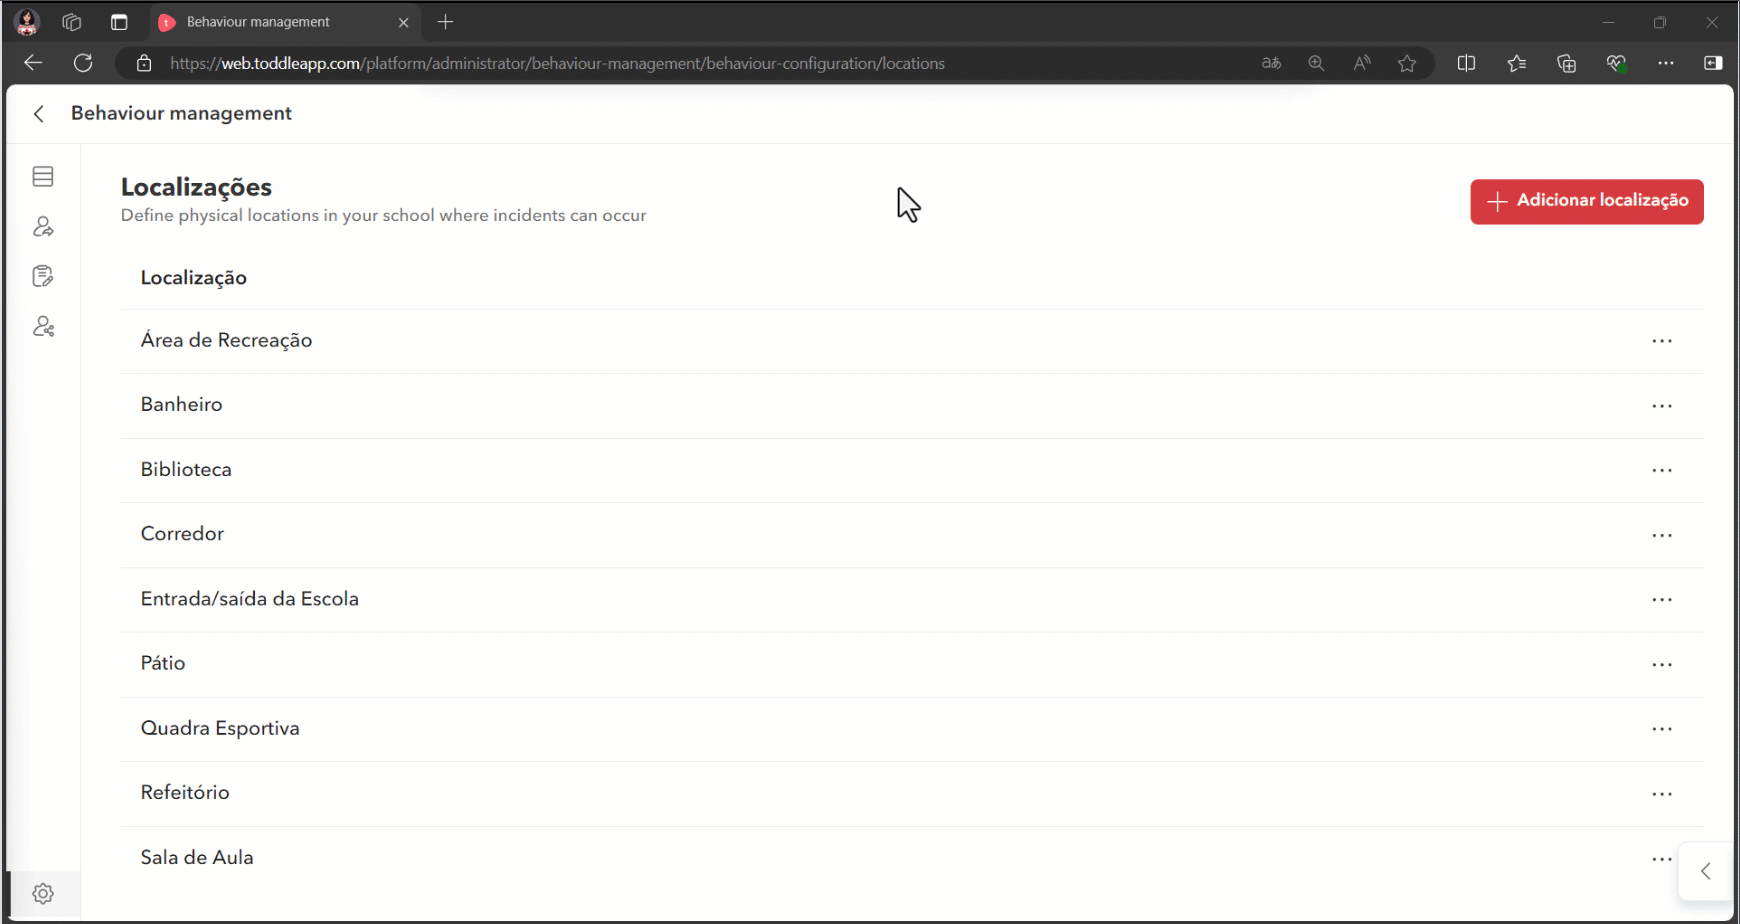 Behaviour management
https://web.toddleapp.com/platform/administrator/behaviour-management/behaviour-configuration/locations
Behaviour management
Localizações
Define physical locations in your school where incidents can occur
Adicionar localização
Localização
Área de Recreação
Banheiro
Biblioteca
Corredor
Entrada/saída da Escola
Pátio
Quadra Esportiva
Refeitório
Sala de Aula